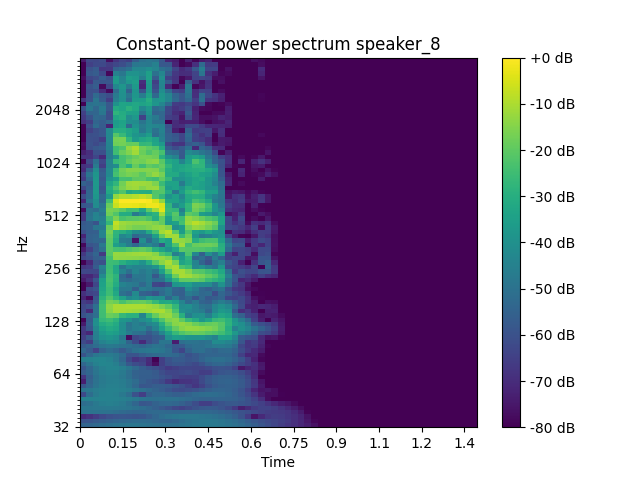 Constant-Q power spectrum speaker_8
Hz
2048
1024
512
256
128
64
32
0 0.15 0.3 0.45 0.6 0.75 0.9 1.1 1.2 1.4
Time
+0 dB
-10 dB
-20 dB
-30 dB
-40 dB
-50 dB
-60 dB
-70 dB
-80 dB